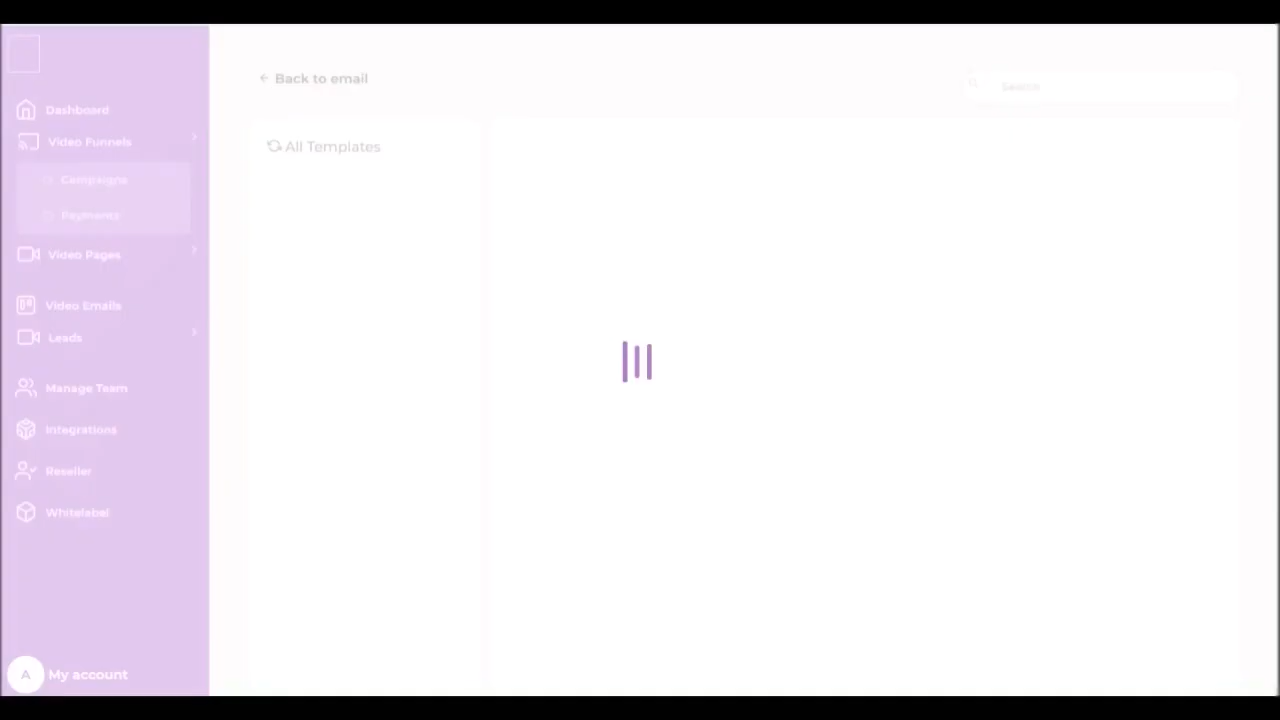 Back to email
Search
All Templates
Dashboard
Video Funnels
Campaigns
Payments
Video Pages
Video Emails
Leads
Manage Team
Integrations
Reseller
Whitelabel
A
My account